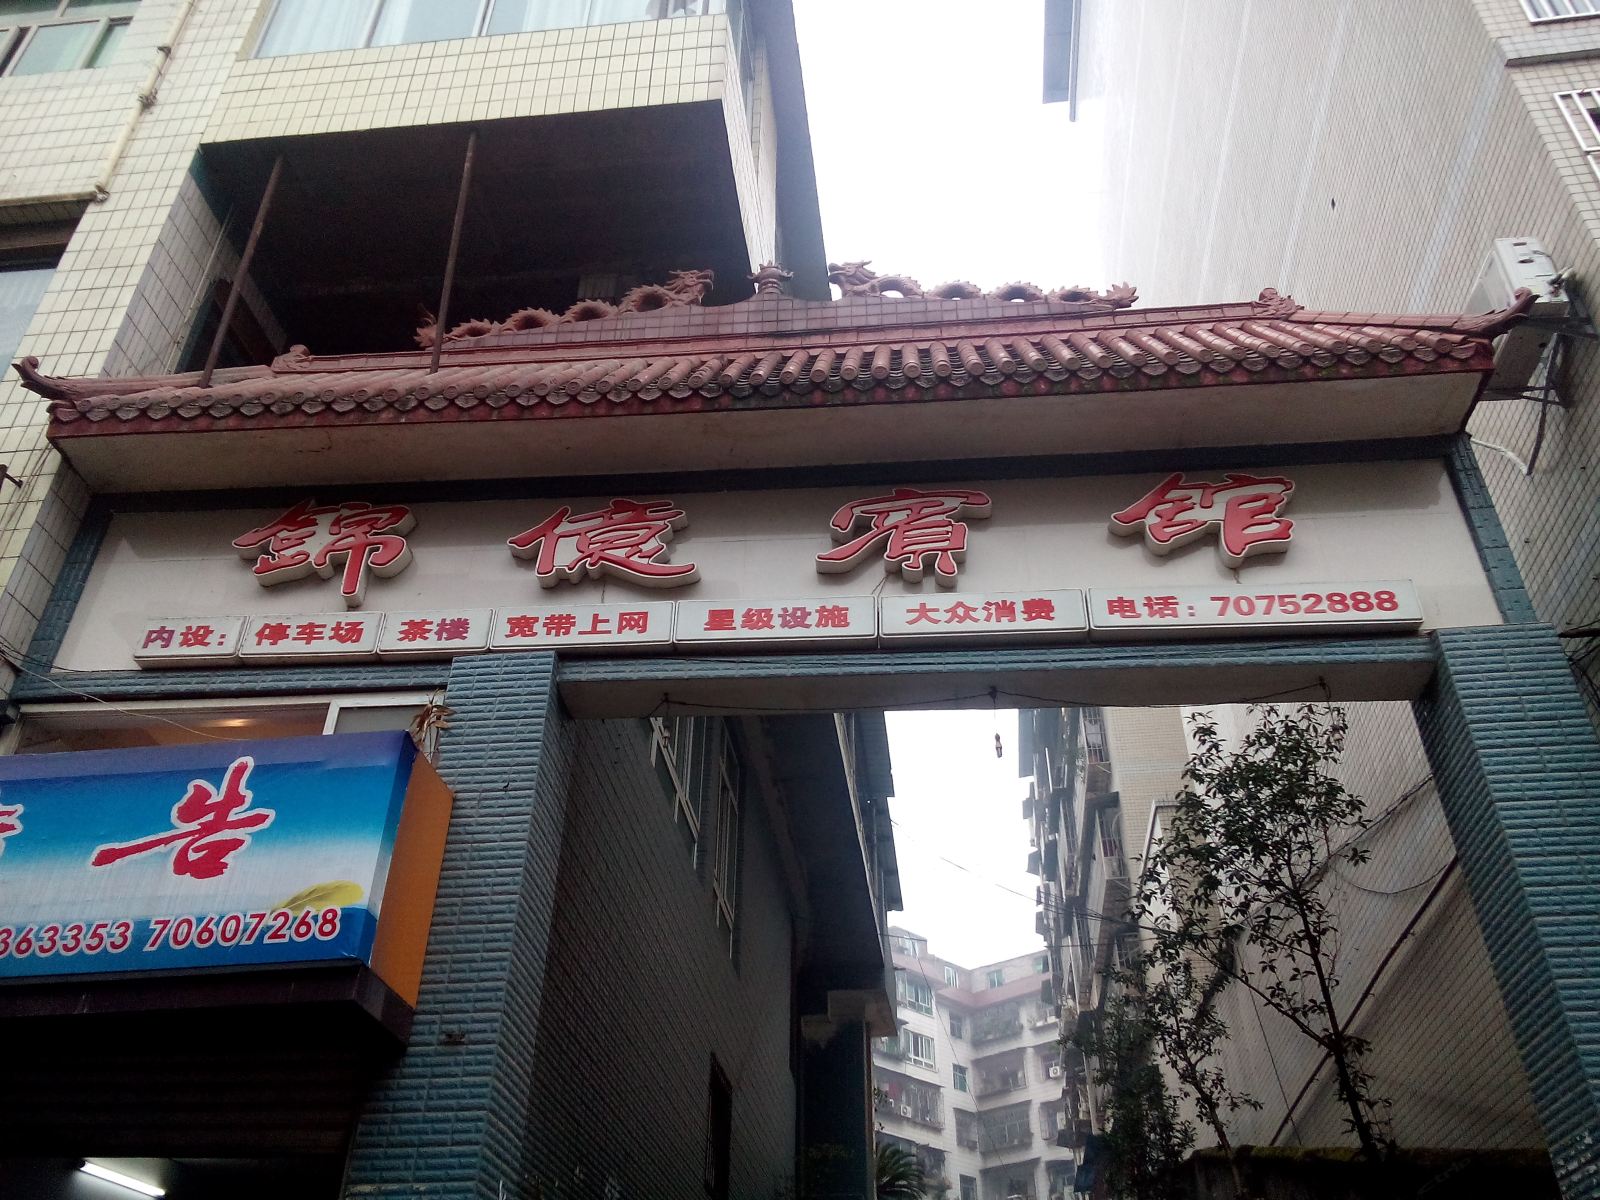 錦億賓館
内设: 停车场 茶楼 宽带上网 星级设施 大众消费 电话: 70752888
告
363353 70607268